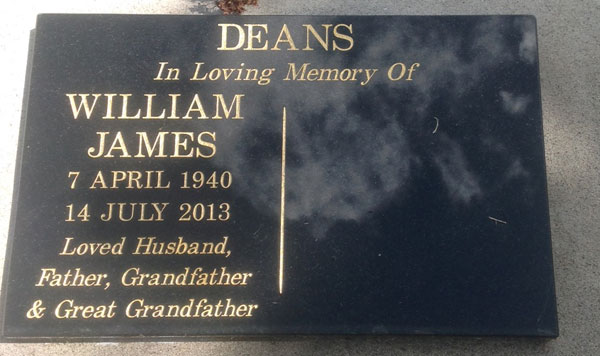 DEANS
In Loving Memory Of
WILLIAM
JAMES
7 APRIL 1940
14 JULY 2013
Loved Husband,
Father, Grandfather
& Great Grandfather